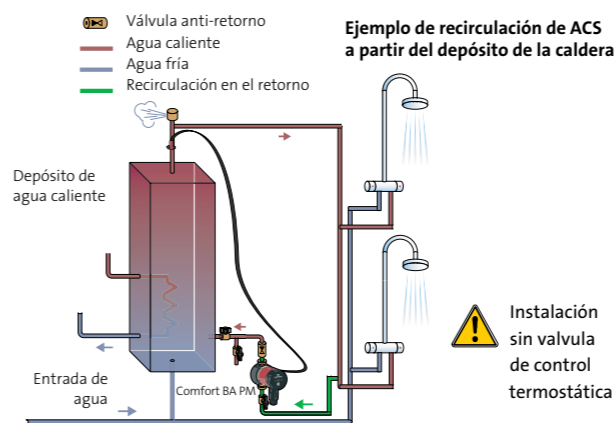 Válvula anti-retorno
Agua caliente
Agua fría
Recirculación en el retorno
Ejemplo de recirculación de ACS
a partir del depósito de la caldera
Depósito de
agua caliente
Entrada de
agua
Comfort BA PM
Instalación
sin valvula
de control
termostática